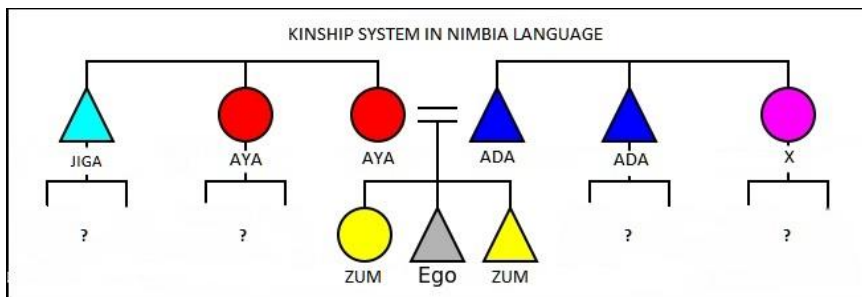 KINSHIP SYSTEM IN NIMBIA LANGUAGE
JIGA AYA AYA ADA ADA X
? ? ? ?
ZUM Ego ZUM